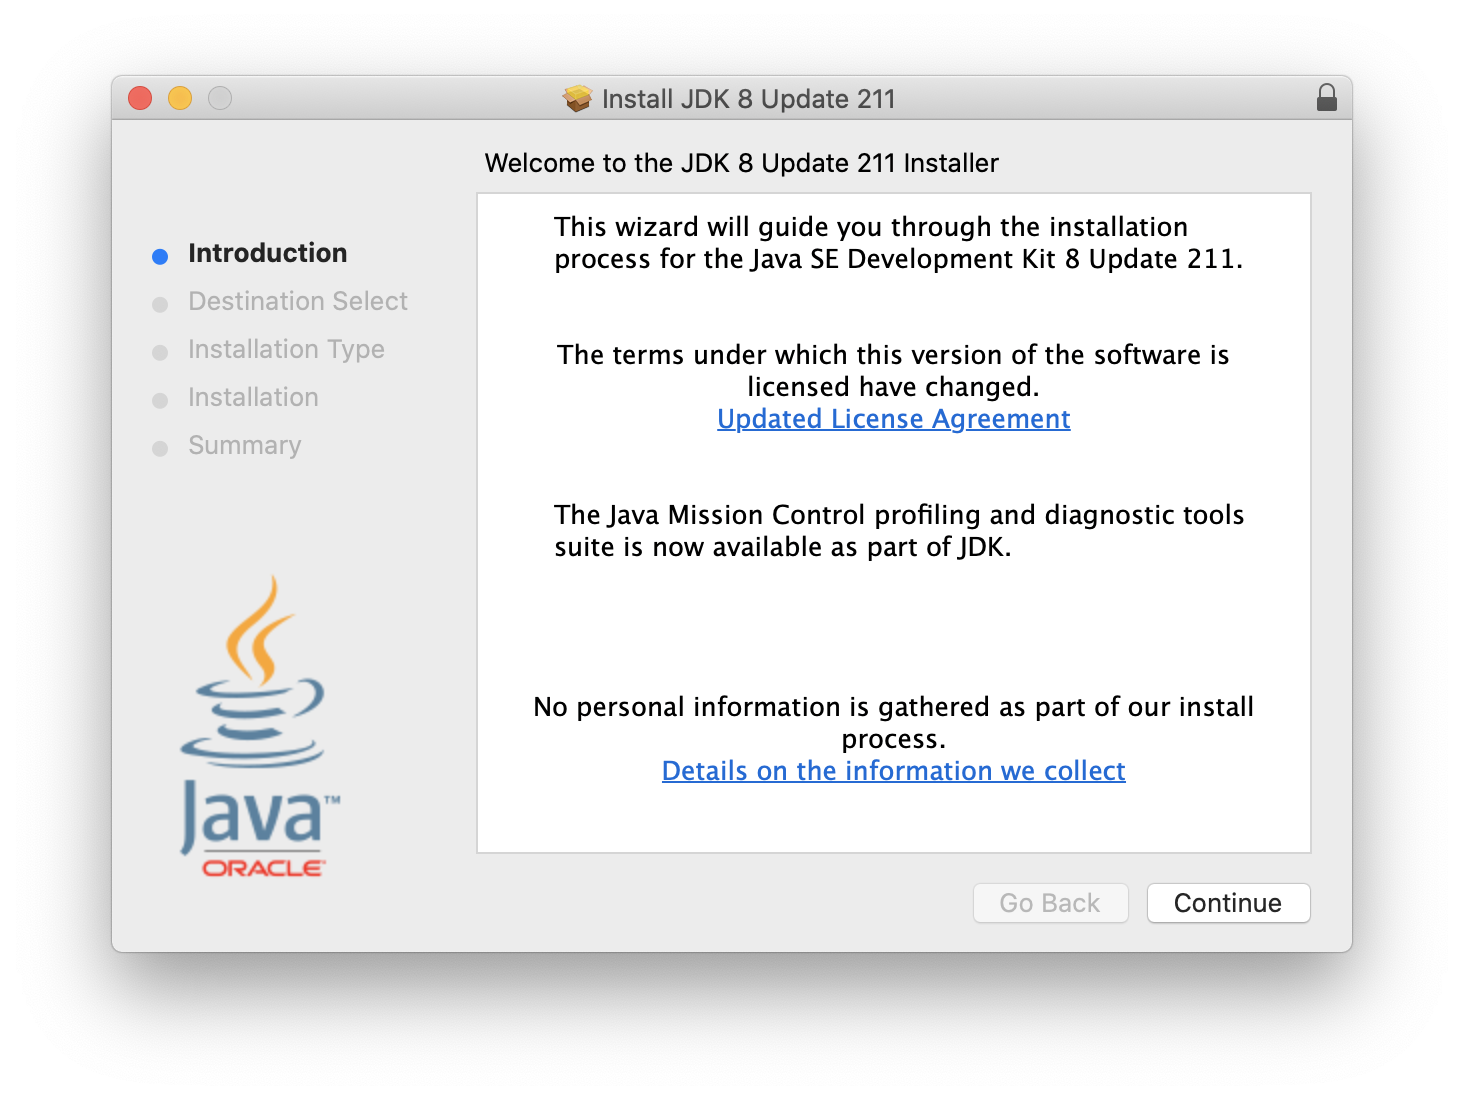 Install JDK 8 Update 211
Welcome to the JDK 8 Update 211 Installer
Introduction
Destination Select
Installation Type
Installation
Summary
This wizard will guide you through the installation
process for the Java SE Development Kit 8 Update 211.
The terms under which this version of the software is
licensed have changed.
Updated License Agreement
The Java Mission Control profiling and diagnostic tools
suite is now available as part of JDK.
No personal information is gathered as part of our install
process.
Details on the information we collect
Java™
ORACLE
Go Back
Continue